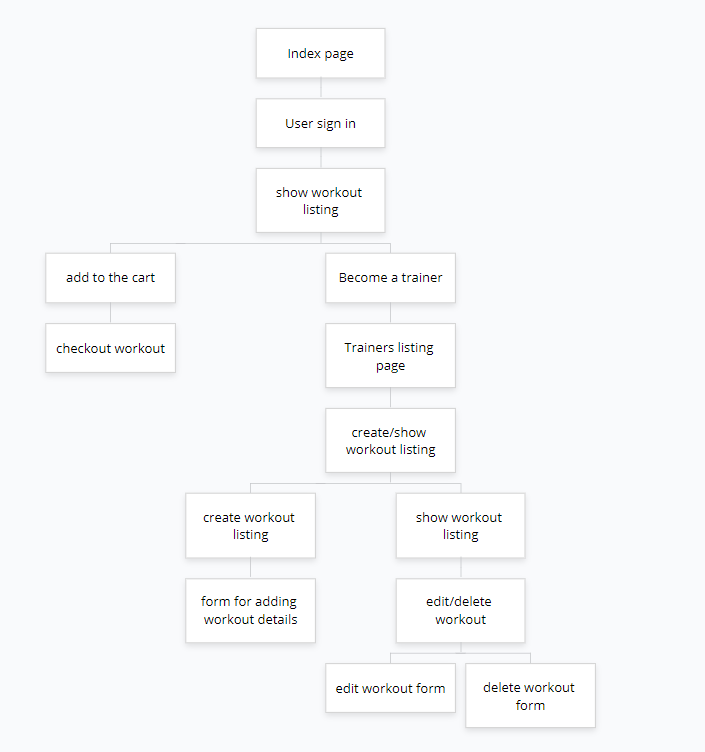 Index page
User sign in
show workout
listing
add to the cart
Become a trainer
checkout workout
Trainers listing
page
create/show
workout listing
create workout
listing
show workout
listing
form for adding
workout details
edit/delete
workout
edit workout form
delete workout
form